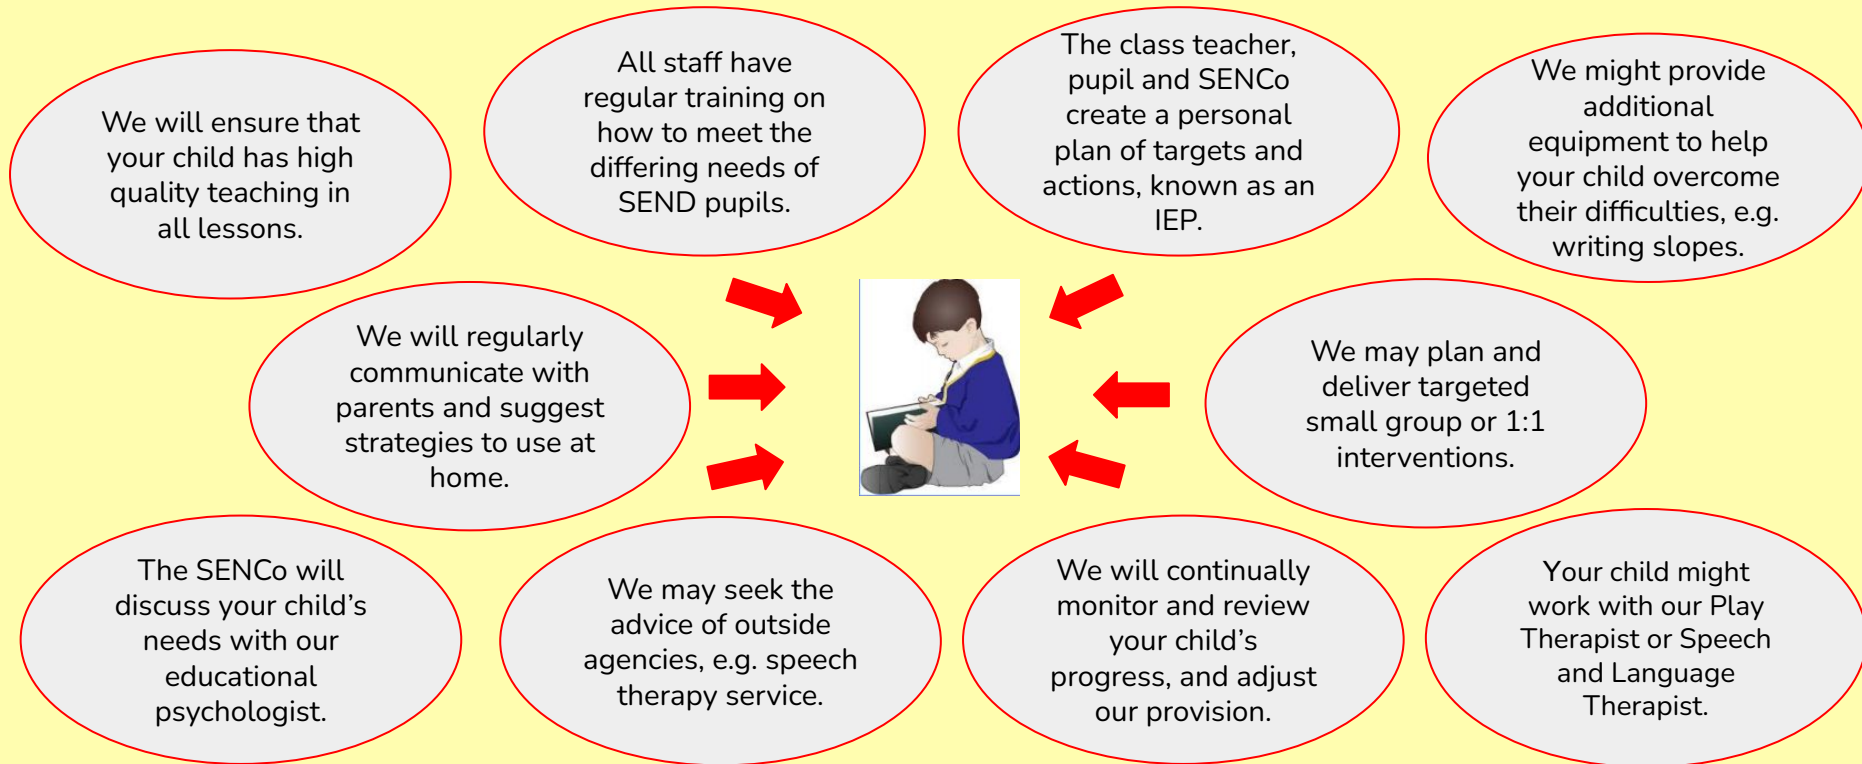 We will ensure that
your child has high
quality teaching in
all lessons.
All staff have
regular training on
how to meet the
differing needs of
SEND pupils.
The class teacher,
pupil and SENCo
create a personal
plan of targets and
actions, known as an
IEP.
We might provide
additional
equipment to help
your child overcome
their difficulties, e.g.
writing slopes.
We will regularly
communicate with
parents and suggest
strategies to use at
home.
We may plan and
deliver targeted
small group or 1:1
interventions.
The SENCo will
discuss your child’s
needs with our
educational
psychologist.
We may seek the
advice of outside
agencies, e.g. speech
therapy service.
We will continually
monitor and review
your child’s
progress, and adjust
our provision.
Your child might
work with our Play
Therapist or Speech
and Language
Therapist.